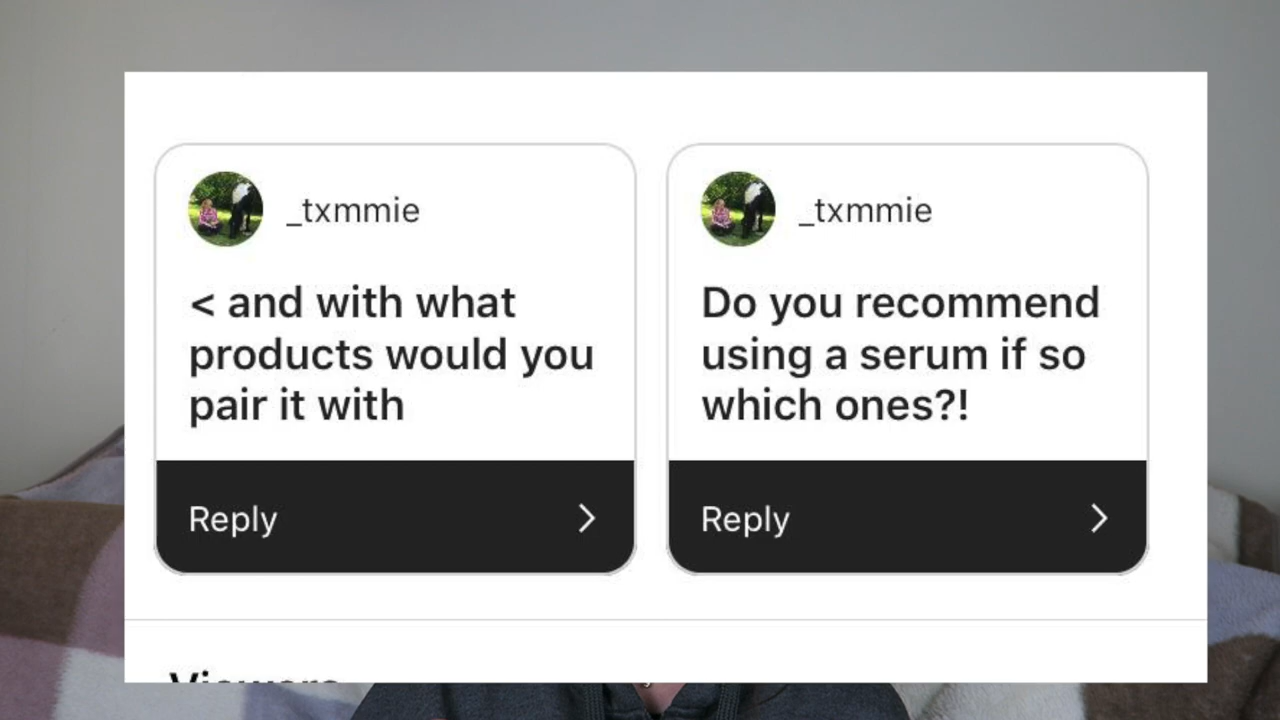 _txmmie
< and with what
products would you
pair it with
Reply
_txmmie
Do you recommend
using a serum if so
which ones?!
Reply
Viewers